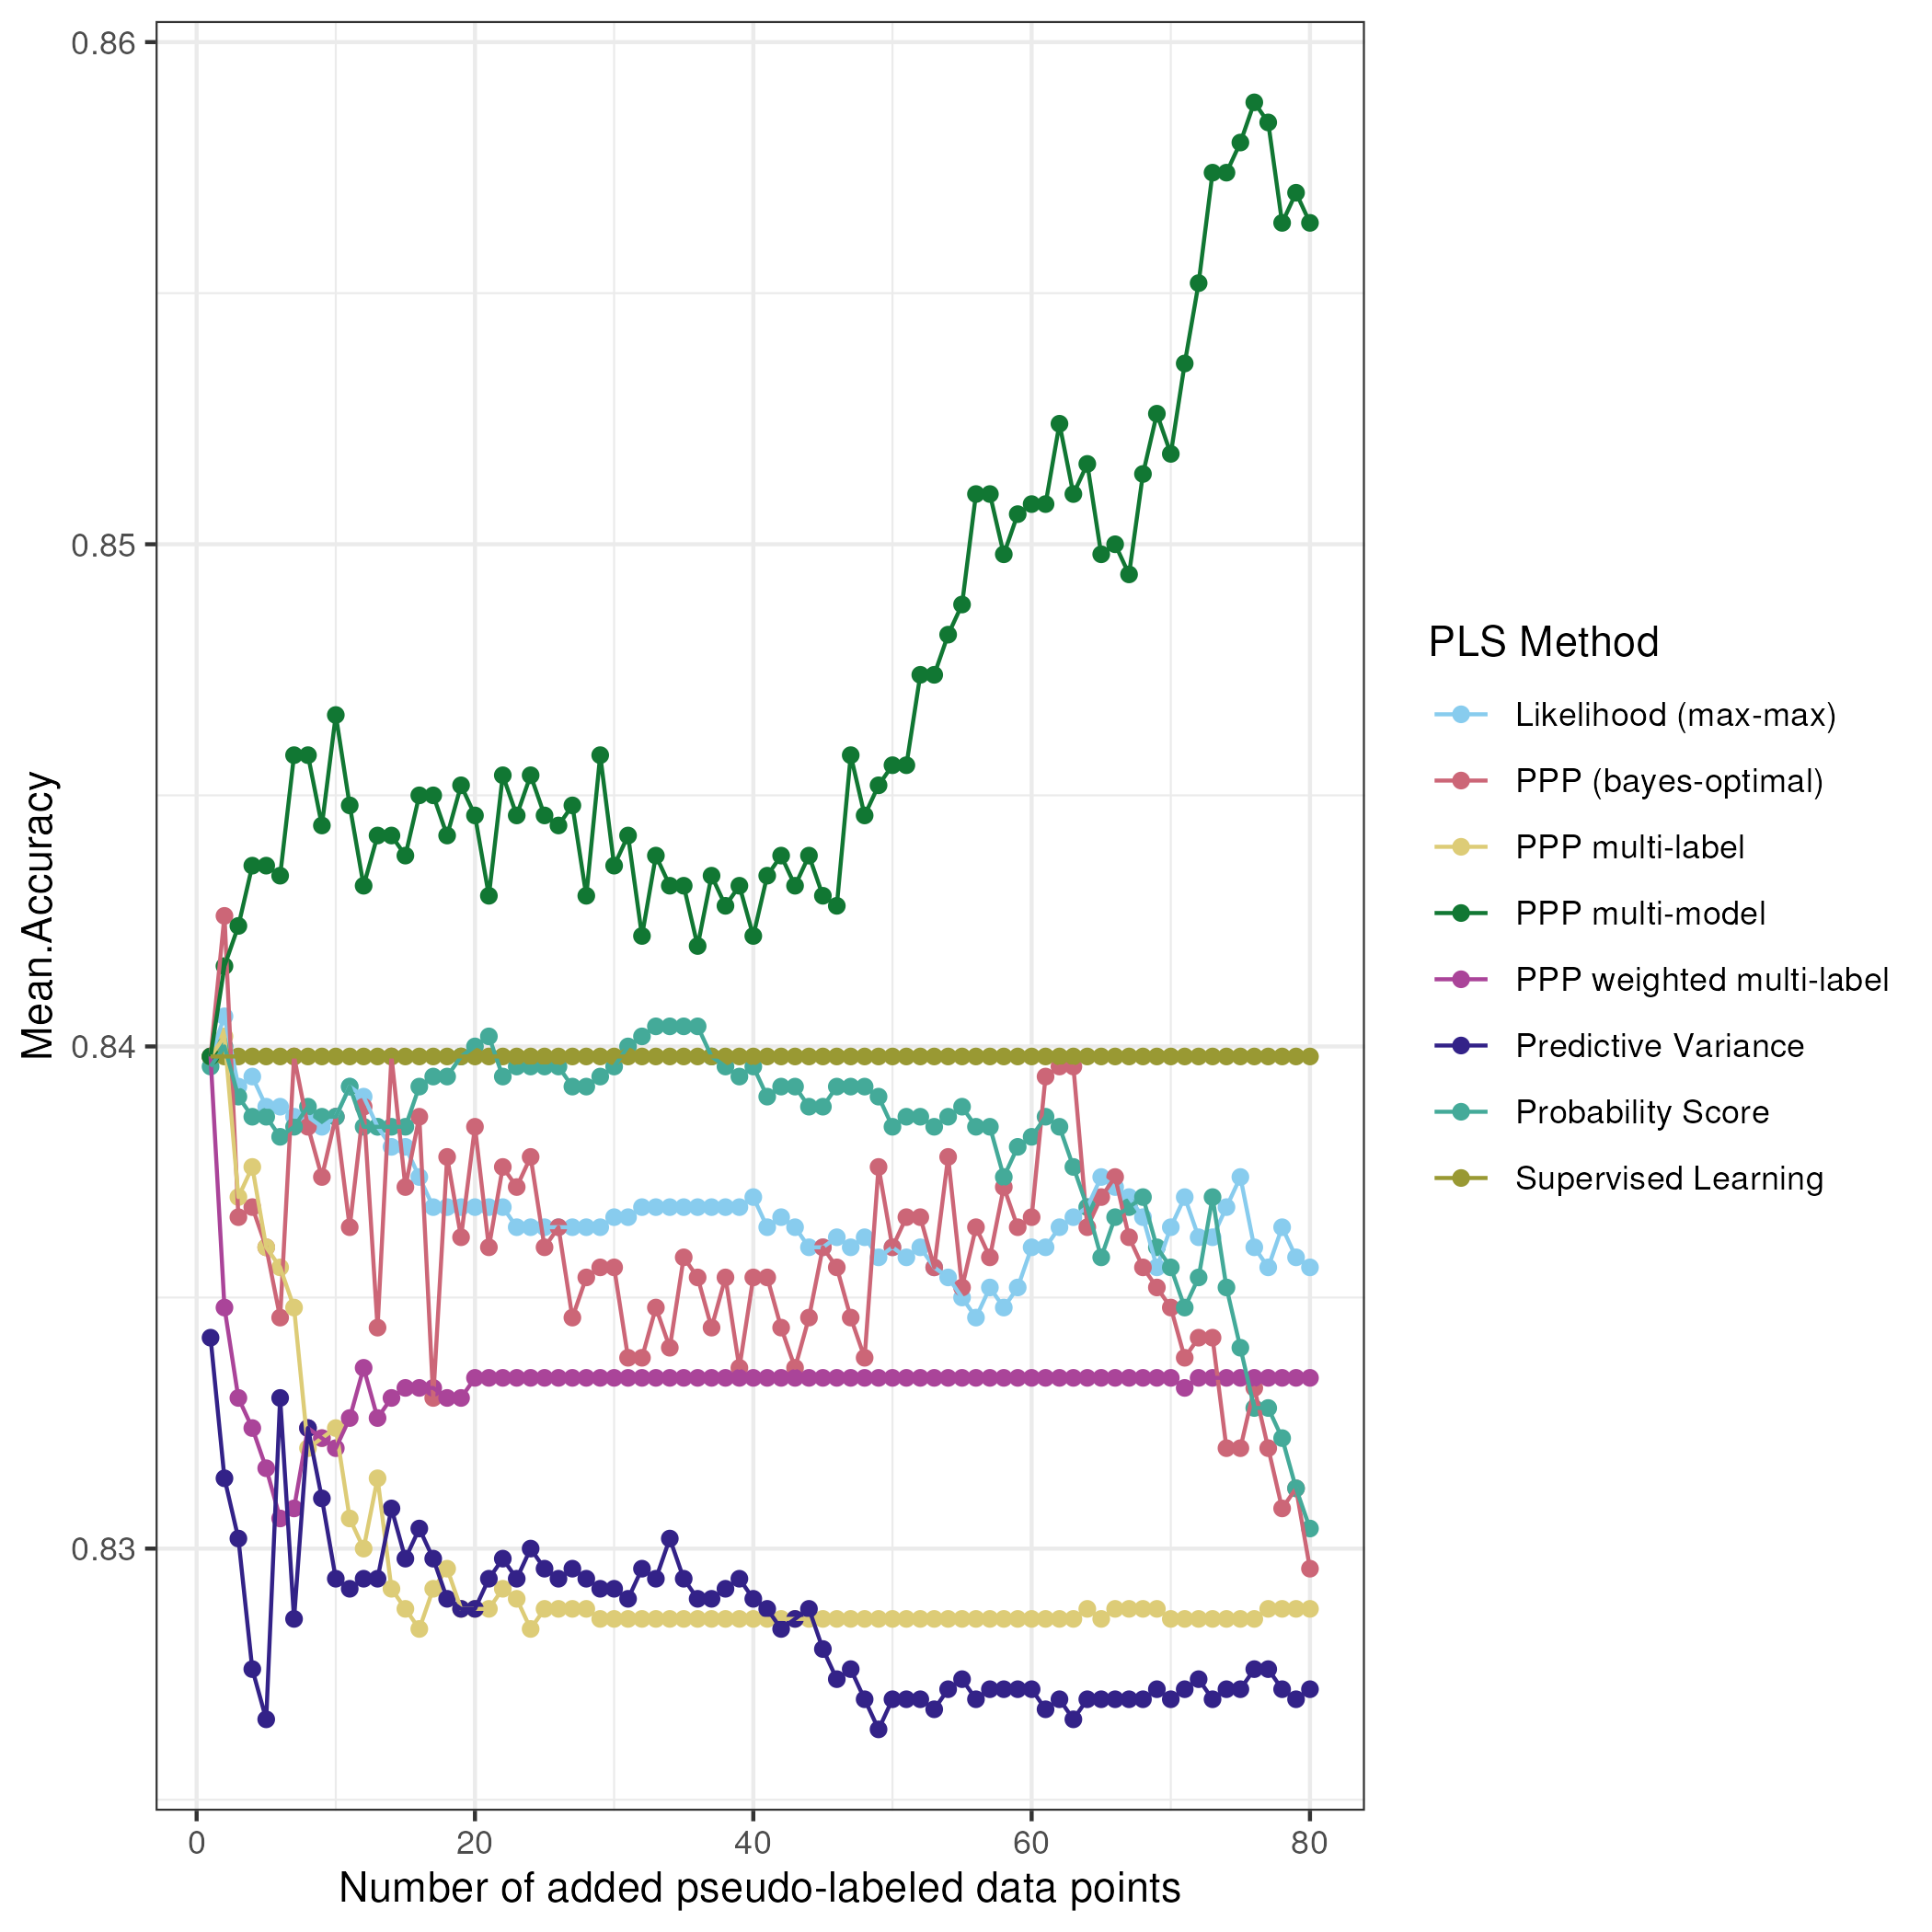 0.86
0.85
0.84
0.83
Mean.Accuracy
0 20 40 60 80
Number of added pseudo-labeled data points
PLS Method
Likelihood (max-max)
PPP (bayes-optimal)
PPP multi-label
PPP multi-model
PPP weighted multi-label
Predictive Variance
Probability Score
Supervised Learning